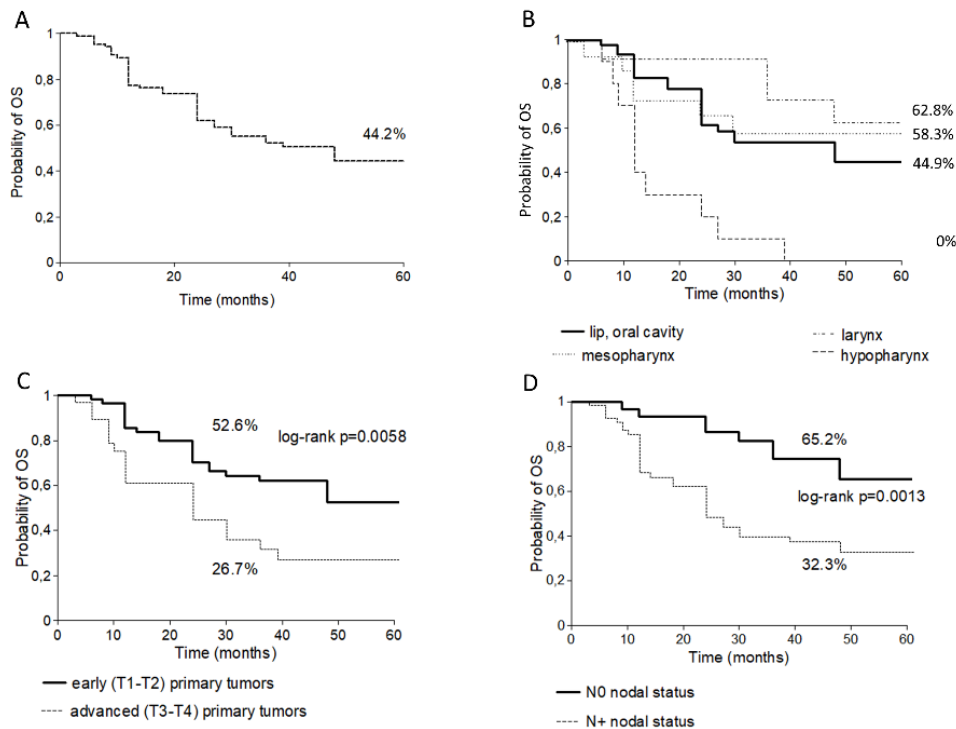 A
Probability of OS
1
0,8
0,6
0,4
0,2
0
44.2%
0
20
40
60
Time (months)
B
Probability of OS
1
0,8
0,6
0,4
0,2
0
62.8%
58.3%
44.9%
0%
0
10
20
30
40
50
60
Time (months)
lip, oral cavity
larynx
mesopharynx
hypopharynx
C
Probability of OS
1
0,8
0,6
0,4
0,2
0
52.6%
log-rank p=0.0058
26.7%
0
10
20
30
40
50
60
Time (months)
early (T1-T2) primary tumors
advanced (T3-T4) primary tumors
D
Probability of OS
1
0,8
0,6
0,4
0,2
0
65.2%
log-rank p=0.0013
32.3%
0
10
20
30
40
50
60
Time (months)
N0 nodal status
N+ nodal status